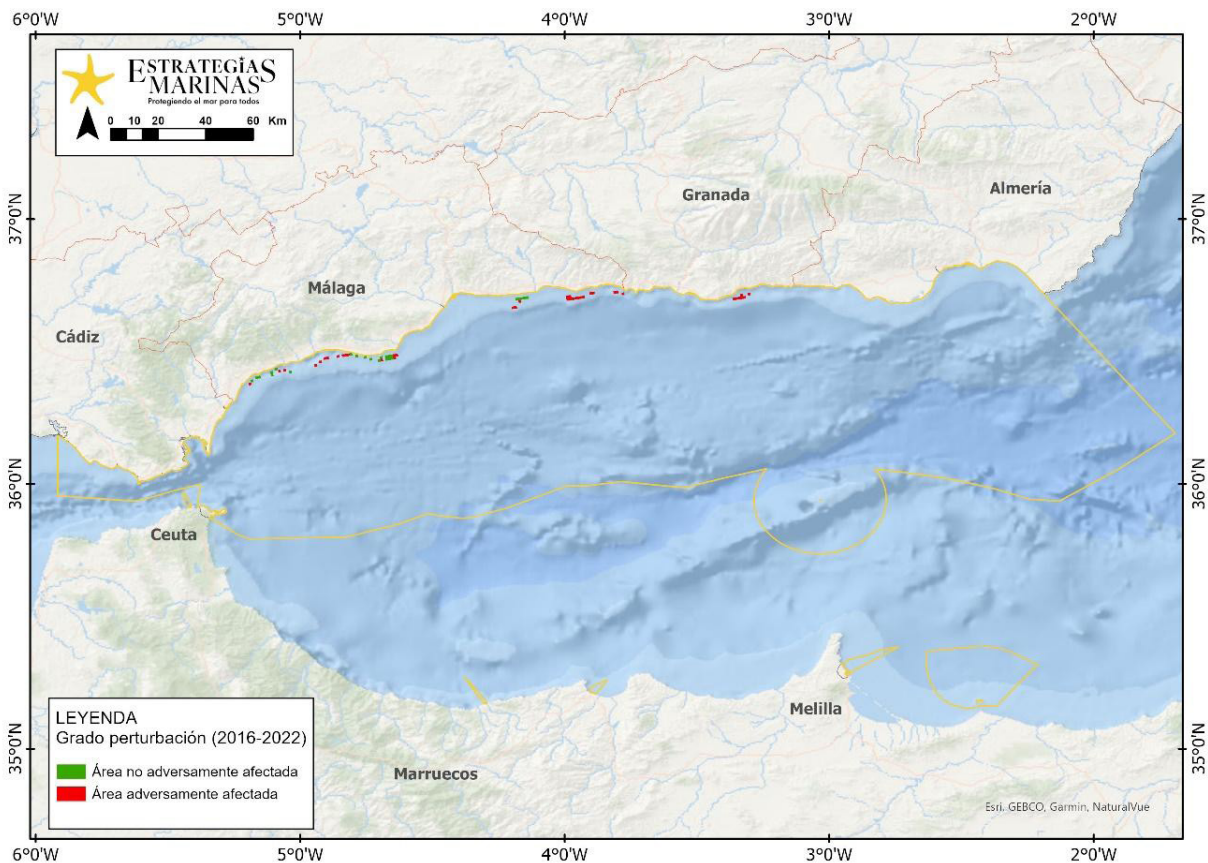 6°0'W 5°0'W 4°0'W 3°0'W 2°0'W
ESTRATEGIAS
MARINAS
Protegiendo el mar para todos
0 10 20 40 60 Km
37°0'N 37°0'N
Granada
Almería
Málaga
Cádiz
36°0'N 36°0'N
Ceuta
Melilla
LEYENDA
Grado perturbación (2016-2022)
Área no adversamente afectada
Área adversamente afectada
35°0'N 35°0'N
Marruecos
Esri, GEBCO, Garmin, NaturalVue
6°0'W 5°0'W 4°0'W 3°0'W 2°0'W